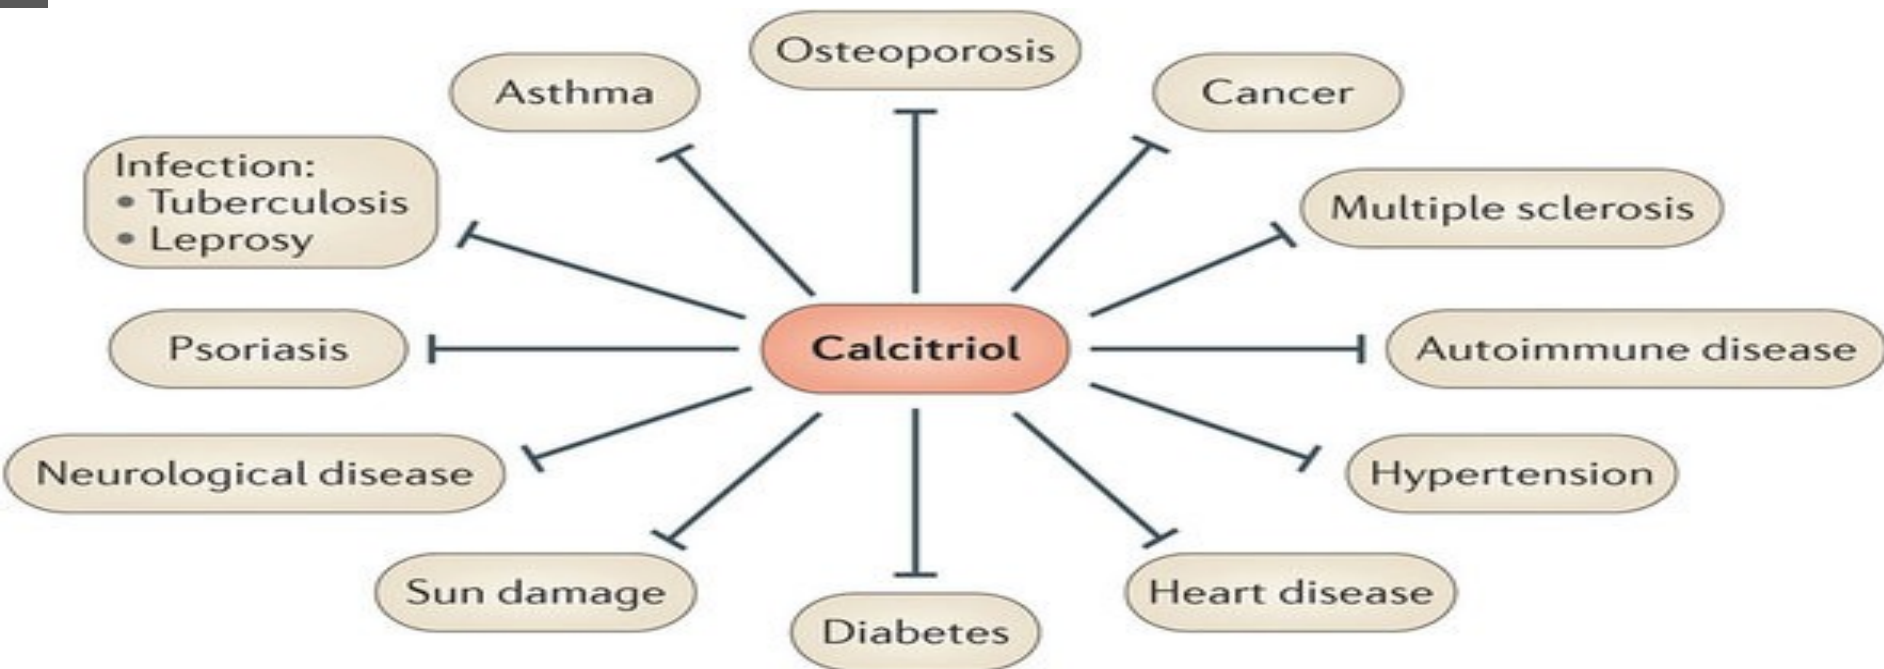 Osteoporosis
Asthma
Cancer
Infection:
• Tuberculosis
• Leprosy
Multiple sclerosis
Psoriasis
Calcitriol
Autoimmune disease
Neurological disease
Hypertension
Sun damage
Heart disease
Diabetes